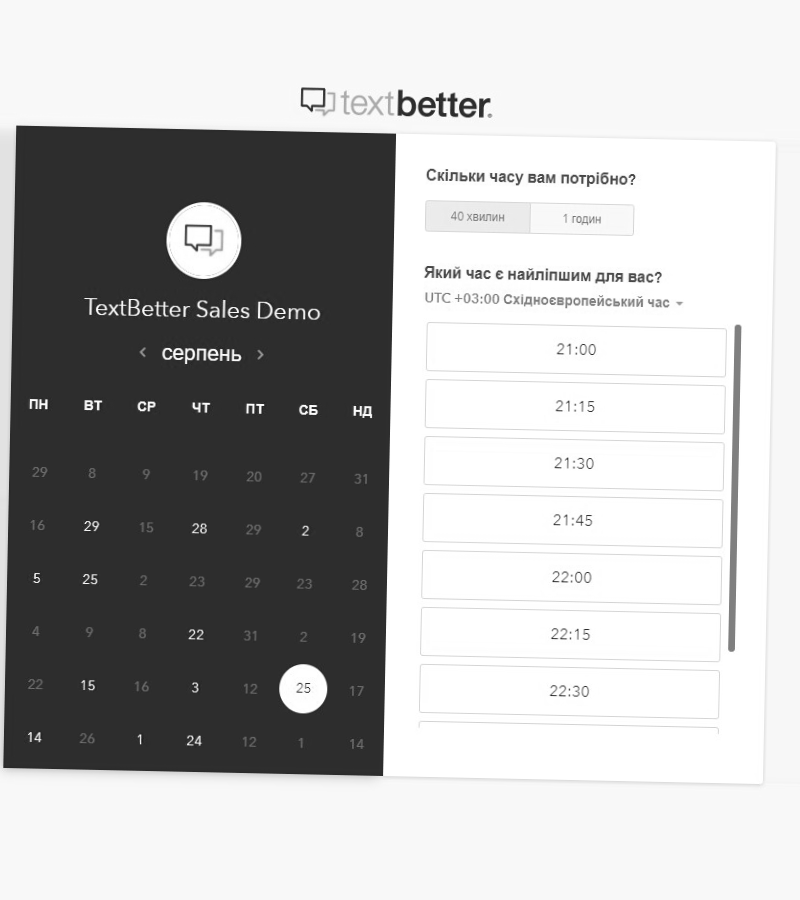 textbetter.
TextBetter Sales Demo
серпень
ПН ВТ СР ЧТ ПТ СБ НД
29 8 9 19 20 27 31
16 29 15 28 29 2 8
5 25 2 23 29 23 28
4 9 8 22 31 2 19
22 15 16 3 12 25 17
14 26 1 24 12 1 14
Скільки часу вам потрібно?
40 хвилин 1 годин
Який час є найліпшим для вас?
UTC +03:00 Східноєвропейський час
21:00
21:15
21:30
21:45
22:00
22:15
22:30